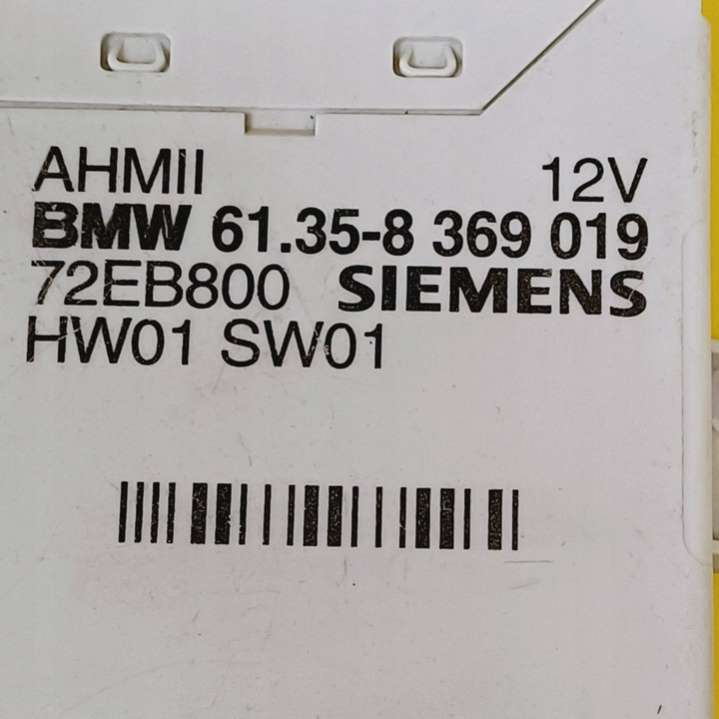 AHMII 12V
BMW 61.35-8 369 019
72EB800 SIEMENS
HW01 SW01